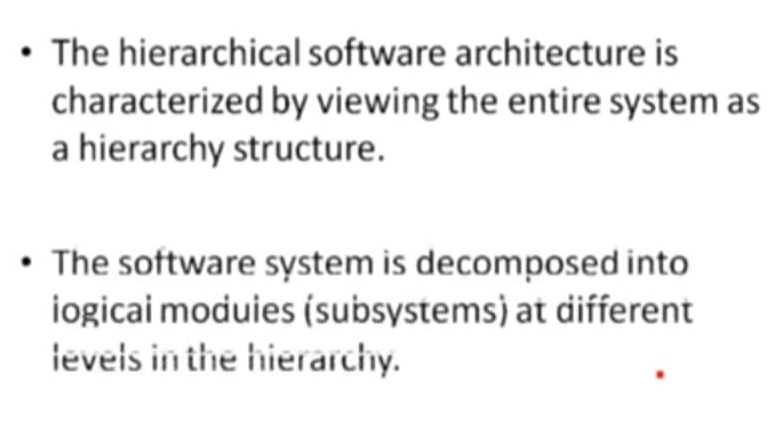 • The hierarchical software architecture is
characterized by viewing the entire system as
a hierarchy structure.
• The software system is decomposed into
logical modules (subsystems) at different
levels in the hierarchy.